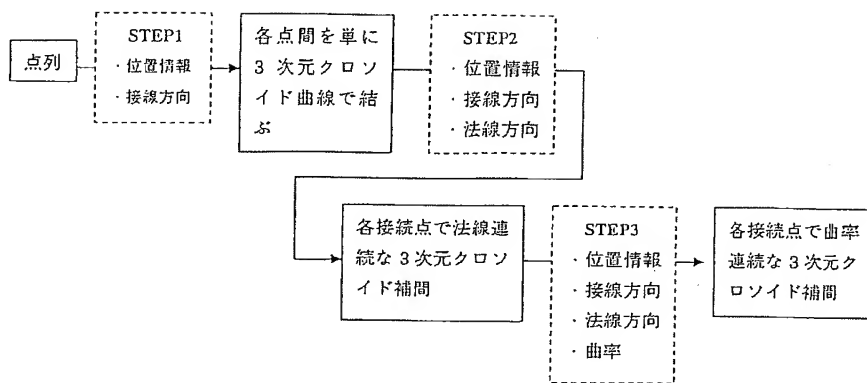 点列
STEP1
・位置情報
・接線方向
各点間を単に
3次元クロソ
イド曲線で結
ぶ
STEP2
・位置情報
・接線方向
・法線方向
各接続点で法線連
続な3次元クロソ
イド補間
STEP3
・位置情報
・接線方向
・法線方向
・曲率
各接続点で曲率
連続な3次元ク
ロソイド補間